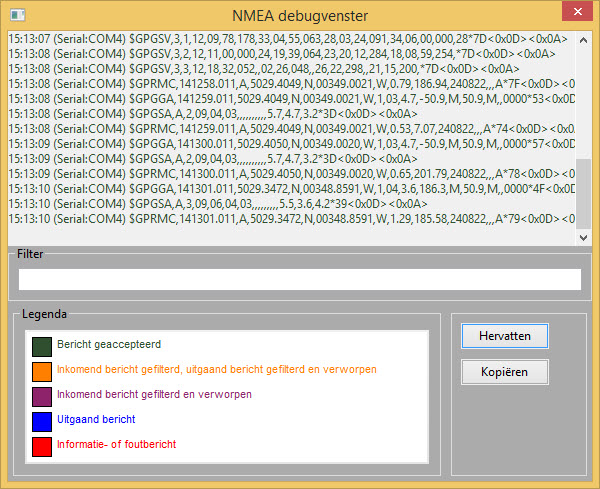 NMEA debugvenster
15:13:07 (Serial:COM4) $GPGSV,3,1,12,09,78,178,33,04,55,063,28,03,24,091,34,06,00,000,28*7D<0x0D><0x0A>
15:13:08 (Serial:COM4) $GPGSV,3,2,12,11,00,000,24,19,39,064,23,20,12,284,18,08,59,254,*7D<0x0D><0x0A>
15:13:08 (Serial:COM4) $GPGSV,3,3,12,18,32,052,,02,26,048,,26,22,298,,21,15,200,*7D<0x0D><0x0A>
15:13:08 (Serial:COM4) $GPRMC,141258.011,A,5029.4049,N,00349.0021,W,0.79,186.94,240822,,,A*7F<0x0D><0
15:13:08 (Serial:COM4) $GPGGA,141259.011,5029.4049,N,00349.0021,W,1,03,4.7,-50.9,M,50.9,M,,0000*53<0x0D
15:13:08 (Serial:COM4) $GPGSA,A,2,09,04,03,,,,,,,,,,5.7,4.7,3.2*3D<0x0D><0x0A>
15:13:08 (Serial:COM4) $GPRMC,141259.011,A,5029.4049,N,00349.0021,W,0.53,7.07,240822,,,A*74<0x0D><0x
15:13:09 (Serial:COM4) $GPGGA,141300.011,5029.4050,N,00349.0020,W,1,03,4.7,-50.9,M,50.9,M,,0000*57<0x0D
15:13:09 (Serial:COM4) $GPGSA,A,2,09,04,03,,,,,,,,,,5.7,4.7,3.2*3D<0x0D><0x0A>
15:13:09 (Serial:COM4) $GPRMC,141300.011,A,5029.4050,N,00349.0020,W,0.65,201.79,240822,,,A*78<0x0D><0
15:13:10 (Serial:COM4) $GPGGA,141301.011,5029.3472,N,00348.8591,W,1,04,3.6,186.3,M,50.9,M,,0000*4F<0x0D
15:13:10 (Serial:COM4) $GPGSA,A,3,09,06,04,03,,,,,,,,,5.5,3.6,4.2*39<0x0D><0x0A>
15:13:10 (Serial:COM4) $GPRMC,141301.011,A,5029.3472,N,00348.8591,W,1.29,185.58,240822,,,A*79<0x0D><0
Filter
Legenda
Bericht geaccepteerd
Inkomend bericht gefilterd, uitgaand bericht gefilterd en verworpen
Inkomend bericht gefilterd en verworpen
Uitgaand bericht
Informatie- of foutbericht
Hervatten
Kopiëren